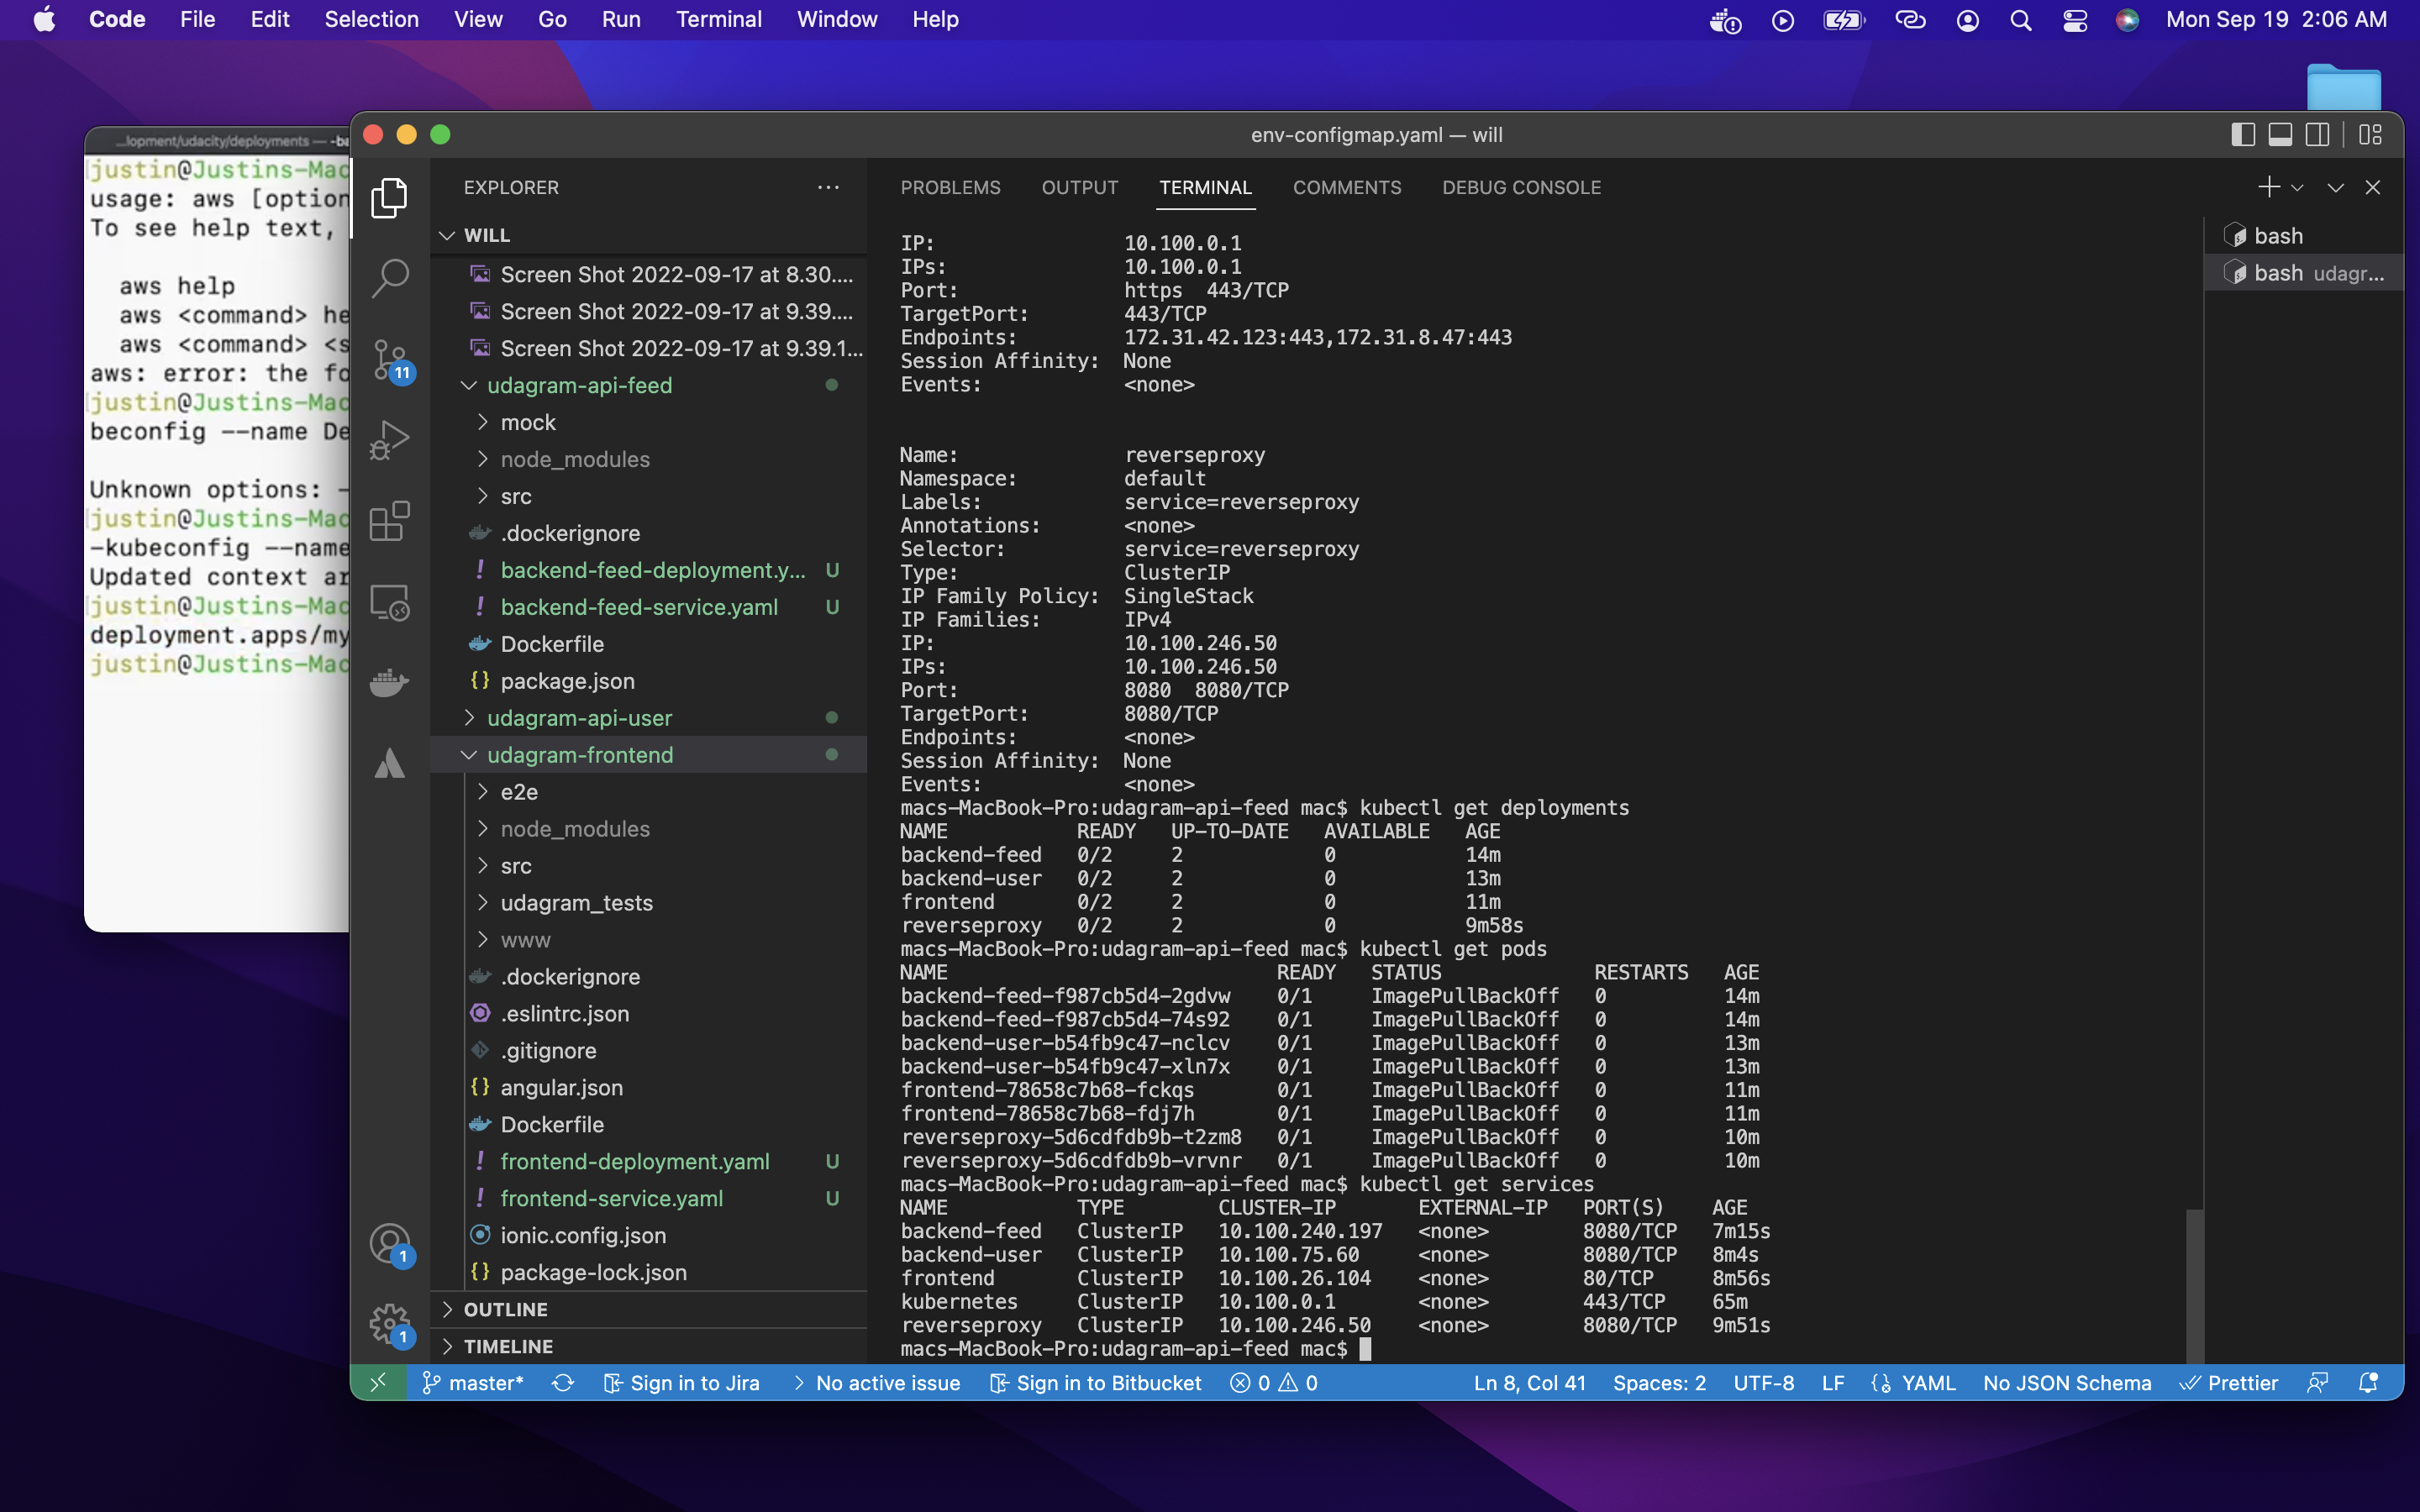 Code File Edit Selection View Go Run Terminal Window Help Mon Sep 19 2:06 AM
...lopment/udacity/deployments — -ba
justin@Justins-Mac
usage: aws [option
To see help text,
aws help
aws <command> he
aws <command> <s
aws: error: the fo
justin@Justins-Mac
beconfig --name De
Unknown options: -
justin@Justins-Mac
-kubeconfig --name
Updated context ar
justin@Justins-Mac
deployment.apps/my
justin@Justins-Mac
env-configmap.yaml — will
EXPLORER ...
WILL
Screen Shot 2022-09-17 at 8.30....
Screen Shot 2022-09-17 at 9.39....
Screen Shot 2022-09-17 at 9.39.1...
udagram-api-feed
mock
node_modules
src
.dockerignore
backend-feed-deployment.y... U
backend-feed-service.yaml U
Dockerfile
package.json
udagram-api-user
udagram-frontend
e2e
node_modules
src
udagram_tests
www
.dockerignore
.eslintrc.json
.gitignore
angular.json
Dockerfile
frontend-deployment.yaml U
frontend-service.yaml U
ionic.config.json
package-lock.json
OUTLINE
TIMELINE
11
1
1
PROBLEMS OUTPUT TERMINAL COMMENTS DEBUG CONSOLE
IP: 10.100.0.1
IPs: 10.100.0.1
Port: https 443/TCP
TargetPort: 443/TCP
Endpoints: 172.31.42.123:443,172.31.8.47:443
Session Affinity: None
Events: <none>
Name: reverseproxy
Namespace: default
Labels: service=reverseproxy
Annotations: <none>
Selector: service=reverseproxy
Type: ClusterIP
IP Family Policy: SingleStack
IP Families: IPv4
IP: 10.100.246.50
IPs: 10.100.246.50
Port: 8080 8080/TCP
TargetPort: 8080/TCP
Endpoints: <none>
Session Affinity: None
Events: <none>
macs-MacBook-Pro:udagram-api-feed mac$ kubectl get deployments
NAME READY UP-TO-DATE AVAILABLE AGE
backend-feed 0/2 2 0 14m
backend-user 0/2 2 0 13m
frontend 0/2 2 0 11m
reverseproxy 0/2 2 0 9m58s
macs-MacBook-Pro:udagram-api-feed mac$ kubectl get pods
NAME READY STATUS RESTARTS AGE
backend-feed-f987cb5d4-2gdvw 0/1 ImagePullBackOff 0 14m
backend-feed-f987cb5d4-74s92 0/1 ImagePullBackOff 0 14m
backend-user-b54fb9c47-nclcv 0/1 ImagePullBackOff 0 13m
backend-user-b54fb9c47-xln7x 0/1 ImagePullBackOff 0 13m
frontend-78658c7b68-fckqs 0/1 ImagePullBackOff 0 11m
frontend-78658c7b68-fdj7h 0/1 ImagePullBackOff 0 11m
reverseproxy-5d6cdfdb9b-t2zm8 0/1 ImagePullBackOff 0 10m
reverseproxy-5d6cdfdb9b-vrvnr 0/1 ImagePullBackOff 0 10m
macs-MacBook-Pro:udagram-api-feed mac$ kubectl get services
NAME TYPE CLUSTER-IP EXTERNAL-IP PORT(S) AGE
backend-feed ClusterIP 10.100.240.197 <none> 8080/TCP 7m15s
backend-user ClusterIP 10.100.75.60 <none> 8080/TCP 8m4s
frontend ClusterIP 10.100.26.104 <none> 80/TCP 8m56s
kubernetes ClusterIP 10.100.0.1 <none> 443/TCP 65m
reverseproxy ClusterIP 10.100.246.50 <none> 8080/TCP 9m51s
macs-MacBook-Pro:udagram-api-feed mac$
bash
bash udagr...
master* Sign in to Jira No active issue Sign in to Bitbucket 0 0 Ln 8, Col 41 Spaces: 2 UTF-8 LF YAML No JSON Schema Prettier